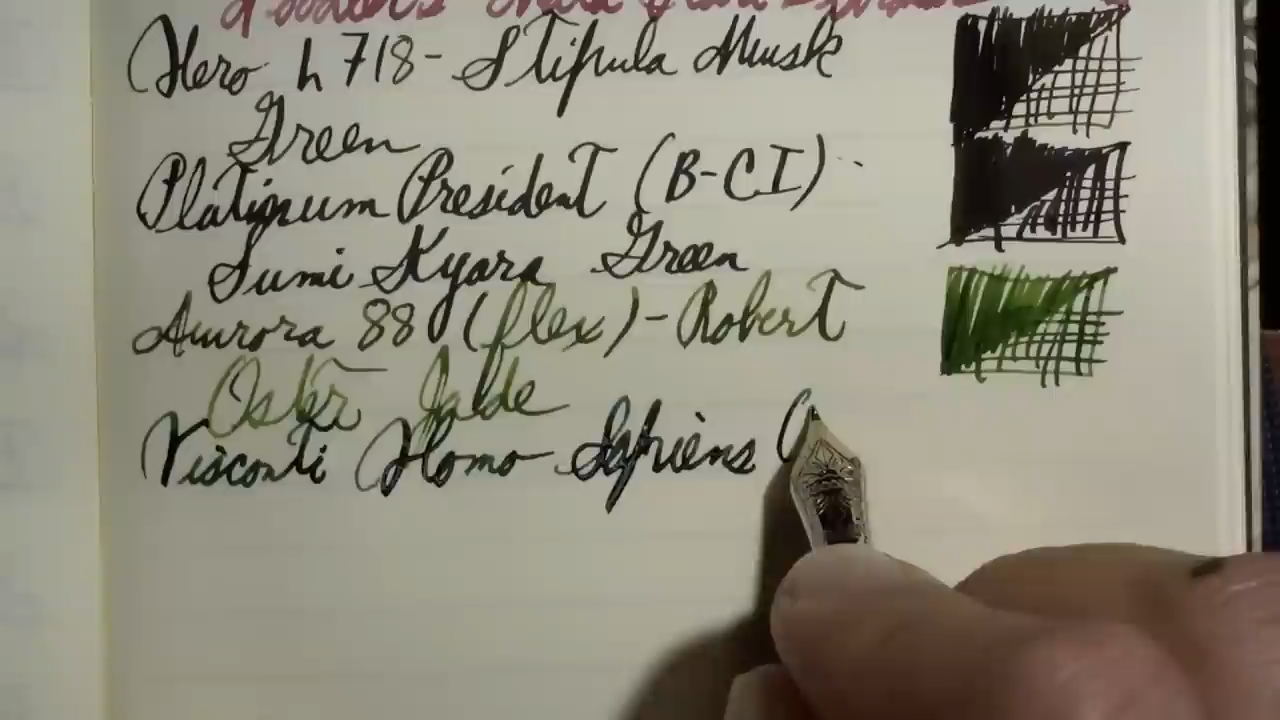 Hero h718- Stipula Musk
Green
Platinum President (B-CI)
Sumi Kyara Green
Aurora 88 (flex)- Robert
Oster Jade
Visconti Homo Sapiens (